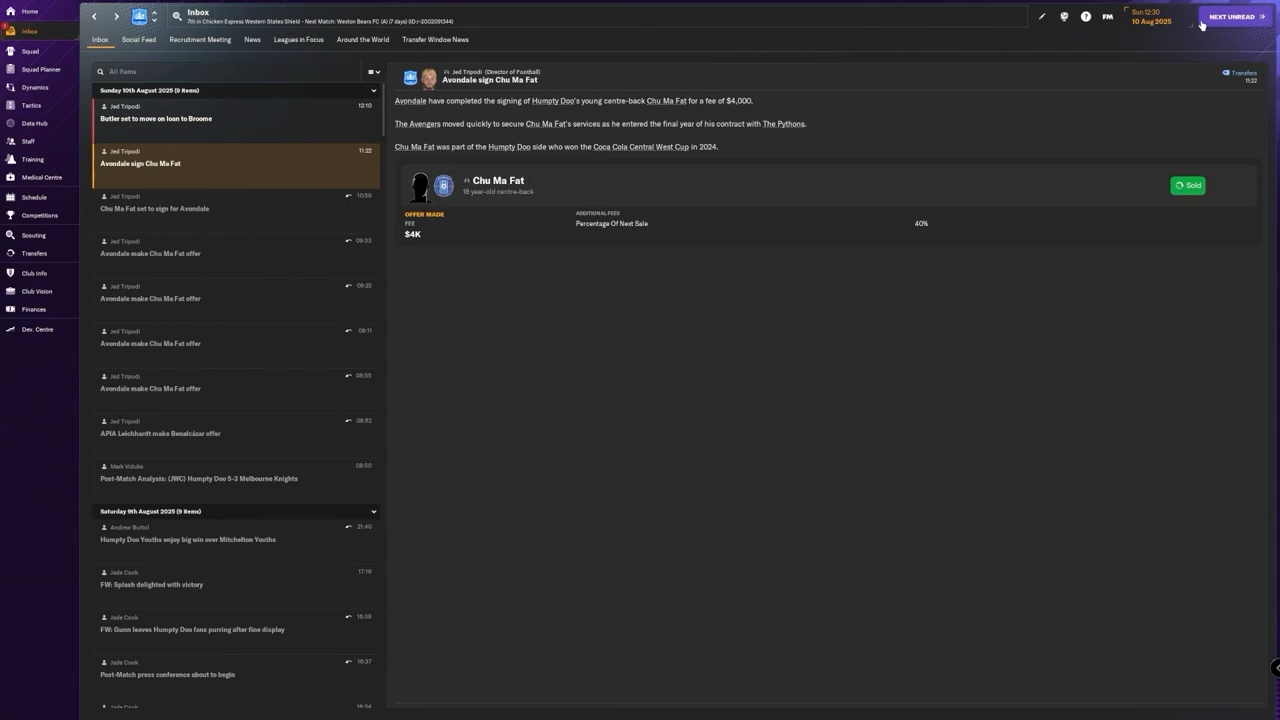 Home
Inbox
Squad
Squad Planner
Dynamics
Tactics
Data Hub
Staff
Training
Medical Centre
Schedule
Competitions
Scouting
Transfers
Club Info
Club Vision
Finances
Dev. Centre
Inbox
7th in Chicken Express Western States Shield - Next Match: Weston Bears FC (A) (7 days) (ID:r-2002091344)
FM
Sun 12:30
10 Aug 2025
NEXT UNREAD
Inbox
Social Feed
Recruitment Meeting
News
Leagues in Focus
Around the World
Transfer Window News
All Items
Sunday 10th August 2025 (9 items)
Jed Tripodi 12:10
Butler set to move on loan to Broome
Jed Tripodi 11:22
Avondale sign Chu Ma Fat
Jed Tripodi 10:59
Chu Ma Fat set to sign for Avondale
Jed Tripodi 09:33
Avondale make Chu Ma Fat offer
Jed Tripodi 09:22
Avondale make Chu Ma Fat offer
Jed Tripodi 09:11
Avondale make Chu Ma Fat offer
Jed Tripodi 08:55
Avondale make Chu Ma Fat offer
Jed Tripodi 08:52
APIA Leichhardt make Benalcázar offer
Mark Viduka 08:50
Post-Match Analysis: (JWC) Humpty Doo 5-3 Melbourne Knights
Saturday 9th August 2025 (9 items)
Andrew Buttol 21:40
Humpty Doo Youths enjoy big win over Mitchelton Youths
Jade Cook 17:16
FW: Splash delighted with victory
Jade Cook 16:39
FW: Gunn leaves Humpty Doo fans purring after fine display
Jade Cook 16:37
Post-Match press conference about to begin
Jade Cook 16:34
Jed Tripodi (Director of Football)
Avondale sign Chu Ma Fat
Transfers
11:22
Avondale have completed the signing of Humpty Doo's young centre-back Chu Ma Fat for a fee of $4,000.
The Avengers moved quickly to secure Chu Ma Fat's services as he entered the final year of his contract with The Pythons.
Chu Ma Fat was part of the Humpty Doo side who won the Coca Cola Central West Cup in 2024.
Chu Ma Fat
18 year-old centre-back
Sold
OFFER MADE
FEE
$4K
ADDITIONAL FEES
Percentage Of Next Sale 40%